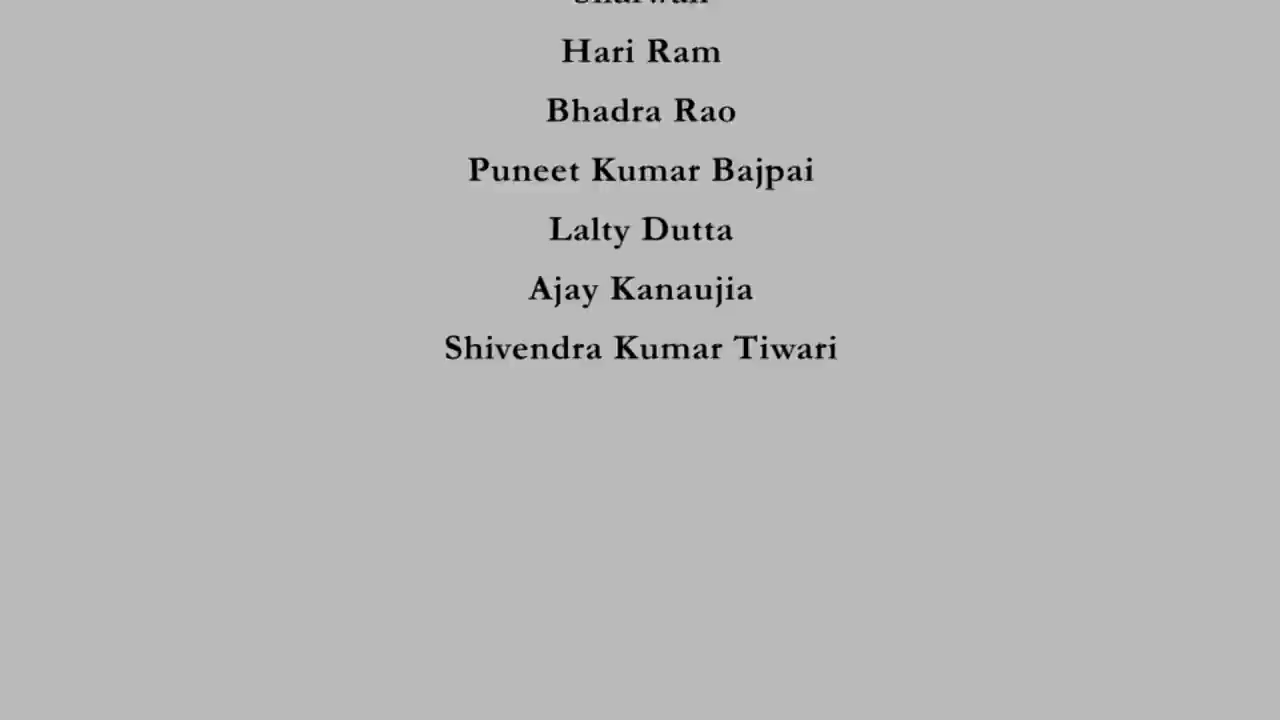 Hari Ram
Bhadra Rao
Puneet Kumar Bajpai
Lalty Dutta
Ajay Kanaujia
Shivendra Kumar Tiwari